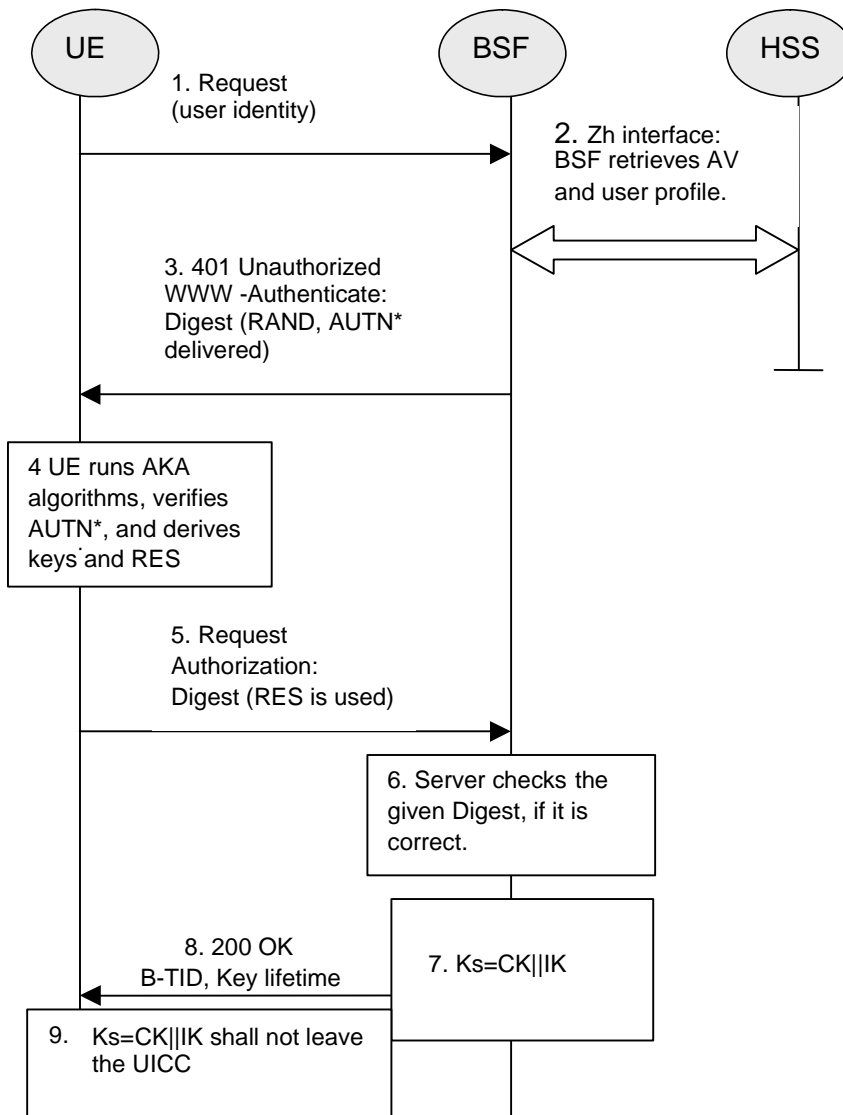 UE
BSF
HSS
1. Request
(user identity)
2. Zh interface:
BSF retrieves AV
and user profile.
3. 401 Unauthorized
WWW -Authenticate:
Digest (RAND, AUTN*
delivered)
4 UE runs AKA
algorithms, verifies
AUTN*, and derives
keys and RES
5. Request
Authorization:
Digest (RES is used)
6. Server checks the
given Digest, if it is
correct.
7. Ks=CK||IK
8. 200 OK
B-TID, Key lifetime
9. Ks=CK||IK shall not leave
the UICC